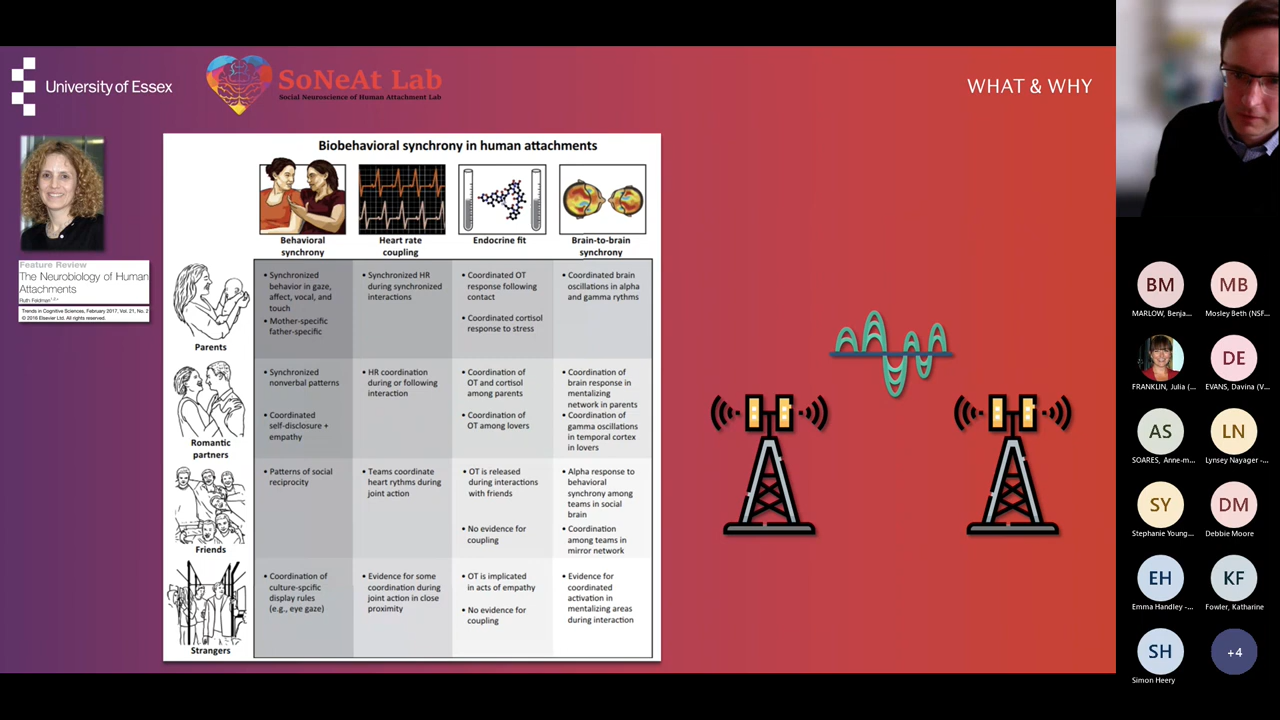 University of Essex
SoNeAt Lab
Social Neuroscience of Human Attachment Lab
WHAT & WHY
Feature Review
The Neurobiology of Human
Attachments
Ruth Feldman
Trends in Cognitive Sciences, February 2017, Vol. 21, No. 2
© 2016 Elsevier Ltd. All rights reserved.
Biobehavioral synchrony in human attachments
Behavioral
synchrony
Heart rate
coupling
Endocrine fit
Brain-to-brain
synchrony
Parents
• Synchronized
behavior in gaze,
affect, vocal, and
touch
• Mother-specific
father-specific
• Synchronized HR
during synchronized
interactions
• Coordinated OT
response following
contact
• Coordinated cortisol
response to stress
• Coordinated brain
oscillations in alpha
and gamma rythms
Romantic
partners
• Synchronized
nonverbal patterns
• Coordinated
self-disclosure +
empathy
• HR coordination
during or following
interaction
• Coordination of
OT and cortisol
among parents
• Coordination of
OT among lovers
• Coordination of
brain response in
mentalizing
network in parents
• Coordination of
gamma oscillations
in temporal cortex
in lovers
Friends
• Patterns of social
reciprocity
• Teams coordinate
heart rythms during
joint action
• OT is released
during interactions
with friends
• No evidence for
coupling
• Alpha response to
behavioral
synchrony among
teams in social
brain
• Coordination
among teams in
mirror network
Strangers
• Coordination of
culture-spcific
display rules
(e.g., eye gaze)
• Evidence for some
coordination during
joint action in close
proximity
• OT is implicated
in acts of empathy
• No evidence for
coupling
• Evidence for
coordinated
activation in
mentalizing areas
during interaction
BM
MARLOW, Benja...
MB
Mosley Beth (NSF...
FRANKLIN, Julia (...
DE
EVANS, Davina (V...
AS
SOARES, Anne-m...
LN
Lynsey Nayager -...
SY
Stephanie Young...
DM
Debbie Moore
EH
Emma Handley -...
KF
Fowler, Katharine
SH
Simon Heery
+4